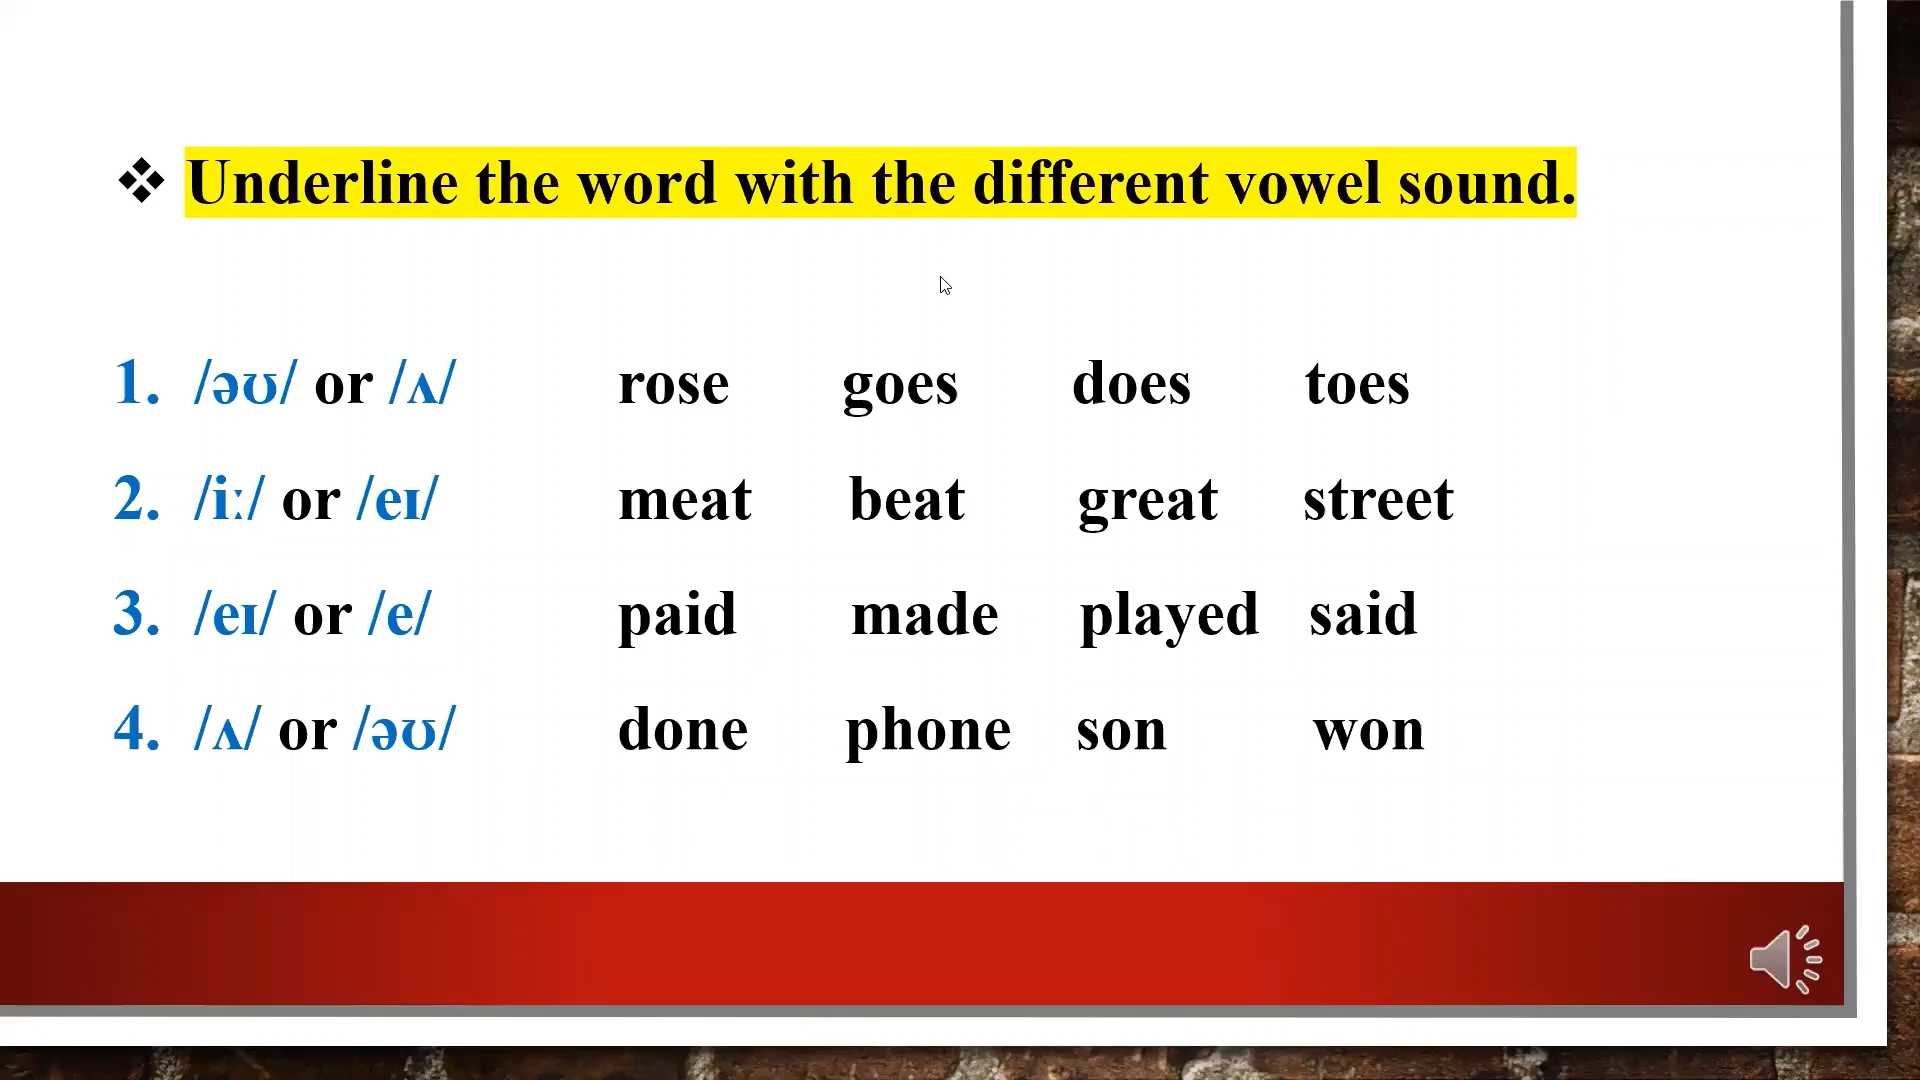 ❖ Underline the word with the different vowel sound.
1. /əʊ/ or /ʌ/ rose goes does toes
2. /iː/ or /eɪ/ meat beat great street
3. /eɪ/ or /e/ paid made played said
4. /ʌ/ or /əʊ/ done phone son won